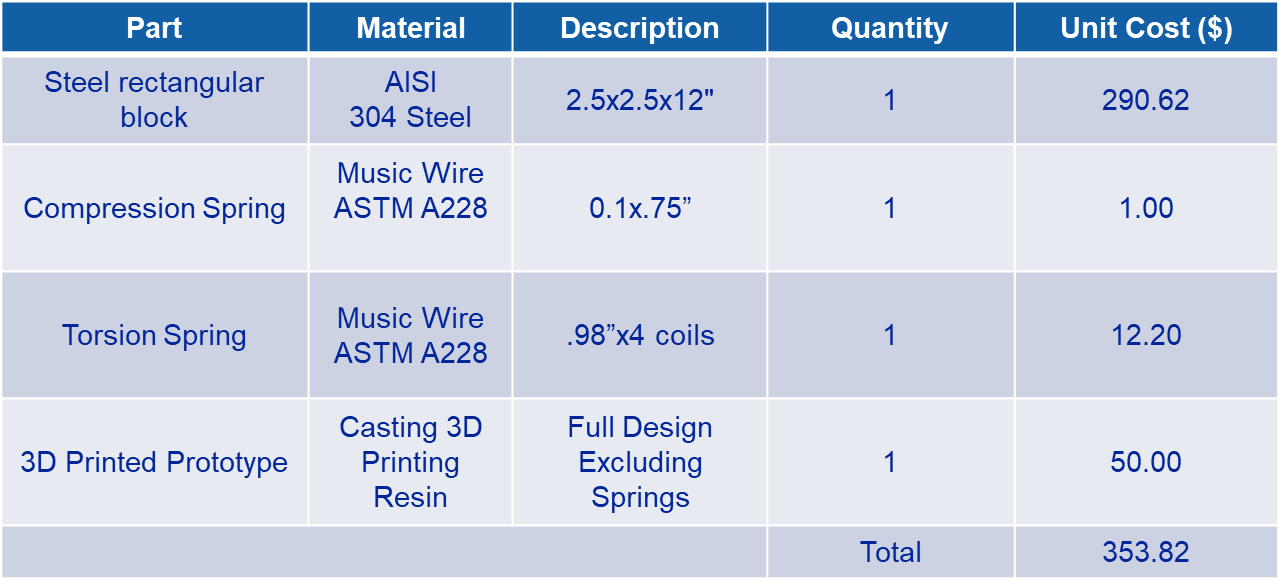 Part Material Description Quantity Unit Cost ($)
Steel rectangular
block
AISI
304 Steel
2.5x2.5x12"
1
290.62
Compression Spring
Music Wire
ASTM A228
0.1x.75”
1
1.00
Torsion Spring
Music Wire
ASTM A228
.98”x4 coils
1
12.20
3D Printed Prototype
Casting 3D
Printing
Resin
Full Design
Excluding
Springs
1
50.00
Total
353.82